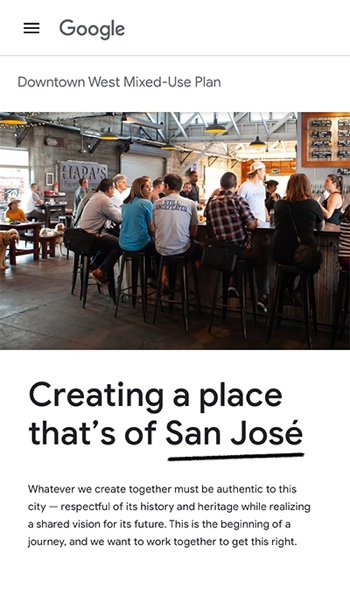 Google
Downtown West Mixed-Use Plan
HAPA'S
STILL
UNDEFEATED
Creating a place
that's of San José
Whatever we create together must be authentic to this
city — respectful of its history and heritage while realizing
a shared vision for its future. This is the beginning of a
journey, and we want to work together to get this right.